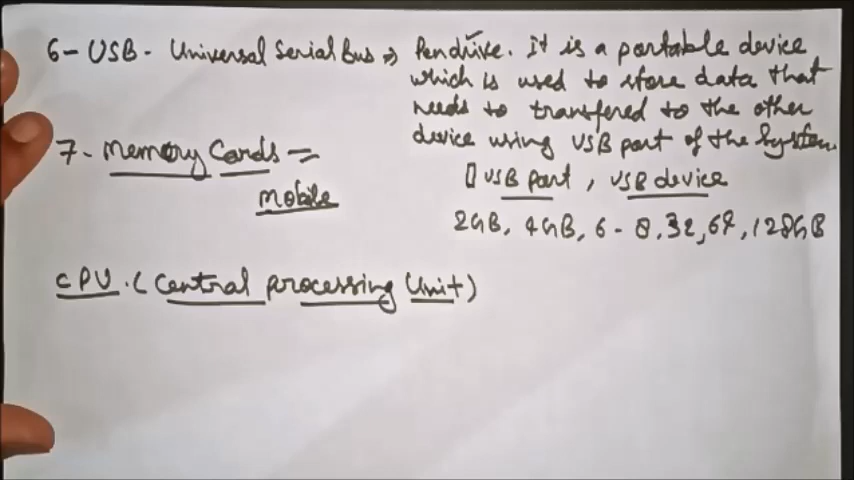 6- USB - Universal Serial Bus => Pendrive. It is a portable device
which is used to store data that
needs to transfered to the other
device using USB port of the System.
7- Memory Cards =
mobile
USB port, USB device
2GB, 4GB, 6 - 8, 32, 64, 128GB
CPU. (Central processing Unit)